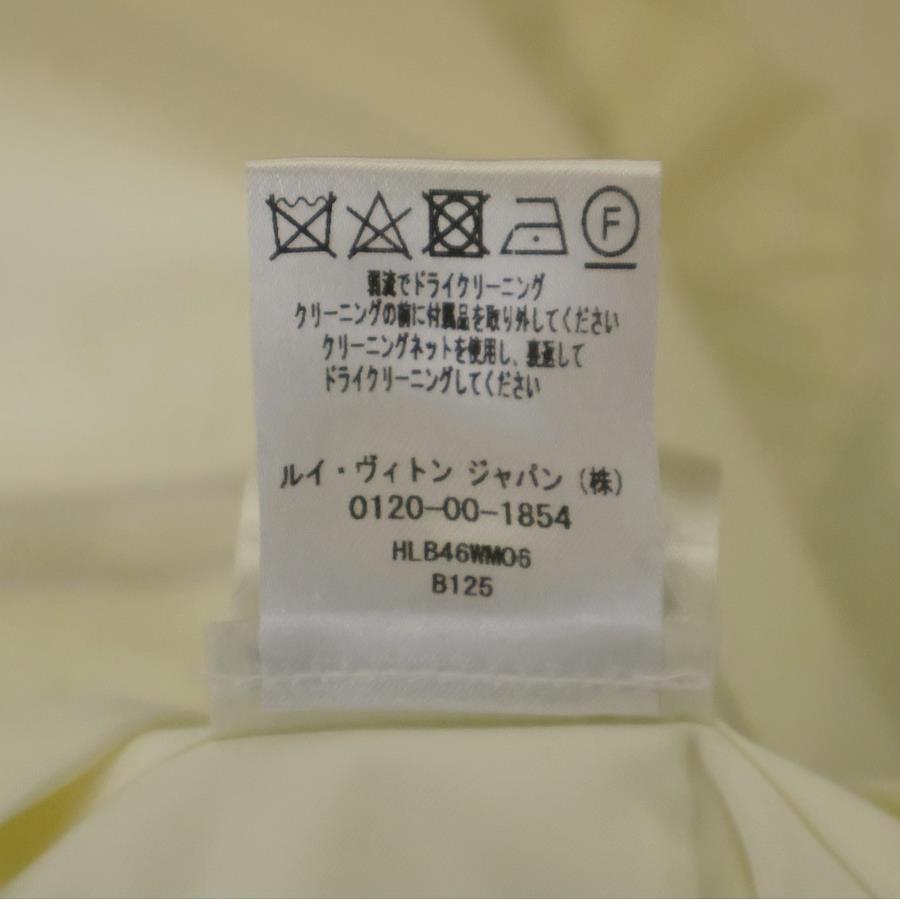 F
弱流でドライクリーニング
クリーニングの前に付属品を取り外してください
クリーニングネットを使用し、裏返して
ドライクリーニングしてください
ルイ・ヴィトン ジャパン (株)
0120-00-1854
HLB46WM06
B125